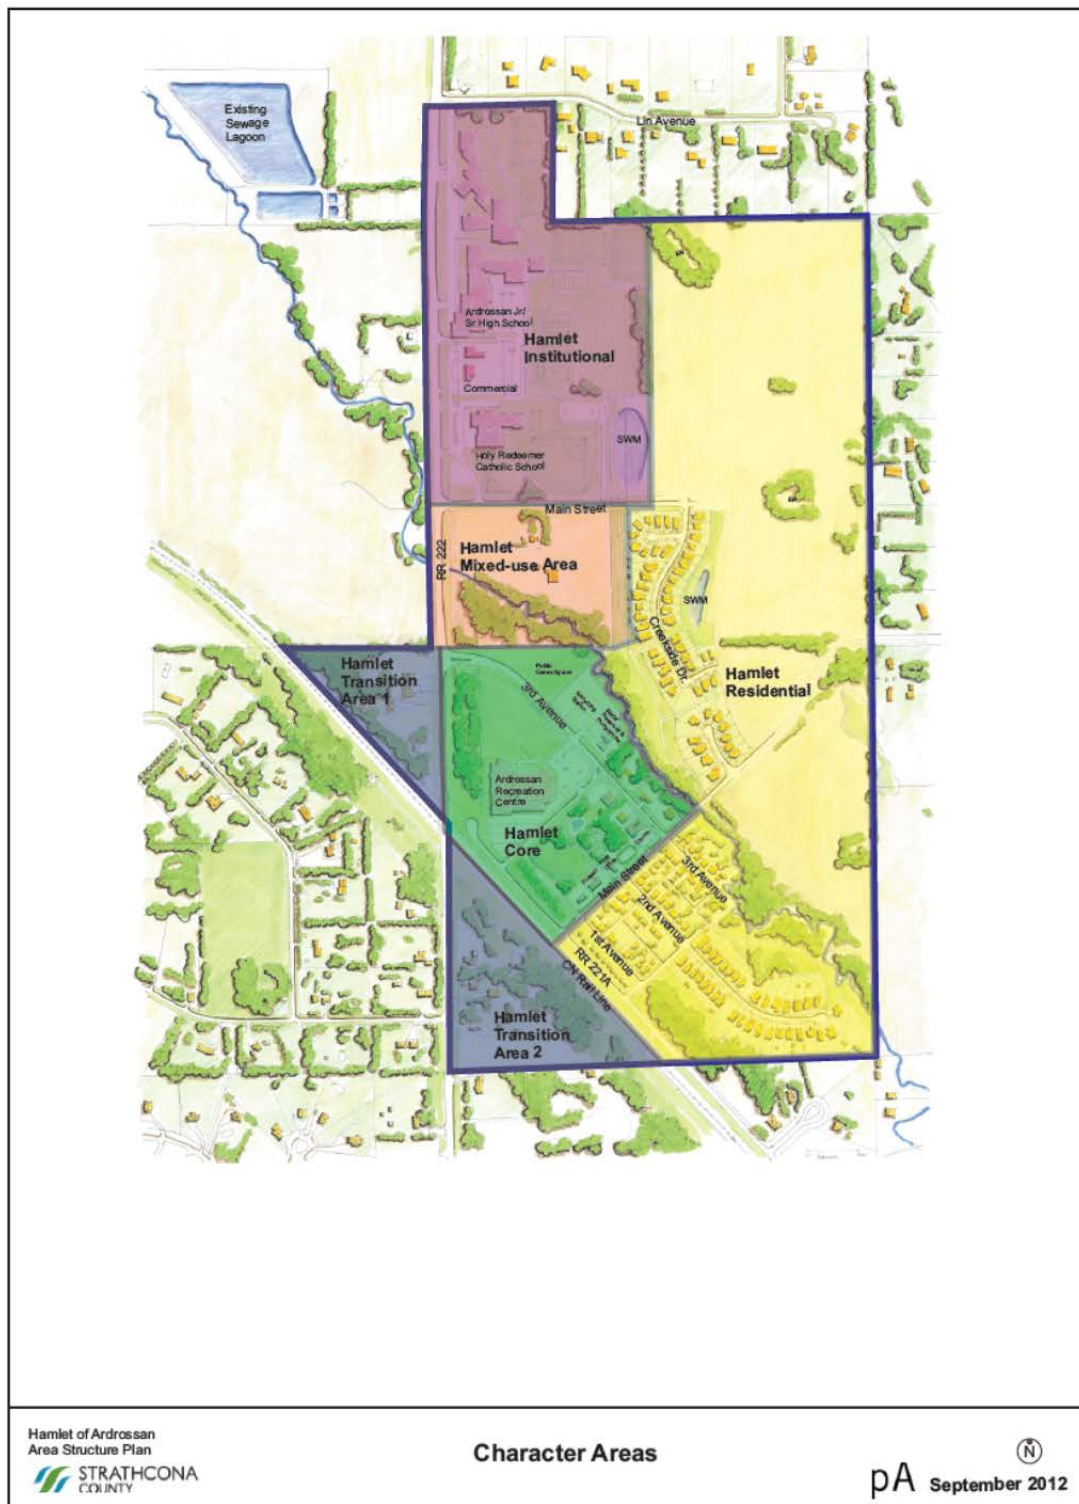 Existing
Sewage
Lagoon
Lin Avenue
Ardrossan Jr/
Sr High School
Hamlet
Institutional
Commercial
SWM
Holy Redeemer
Catholic School
Main Street
RR 222
Hamlet
Mixed-use Area
SWM
Creekside Dr.
Hamlet
Transition
Area 1
Hamlet
Residential
3rd Avenue
Ardrossan
Recreation
Centre
Hamlet
Core
Main Street
3rd Avenue
2nd Avenue
1st Avenue
RR 221A
CN Rail Line
Hamlet
Transition
Area 2
Hamlet of Ardrossan
Area Structure Plan
STRATHCONA
COUNTY
Character Areas
N
pA September 2012